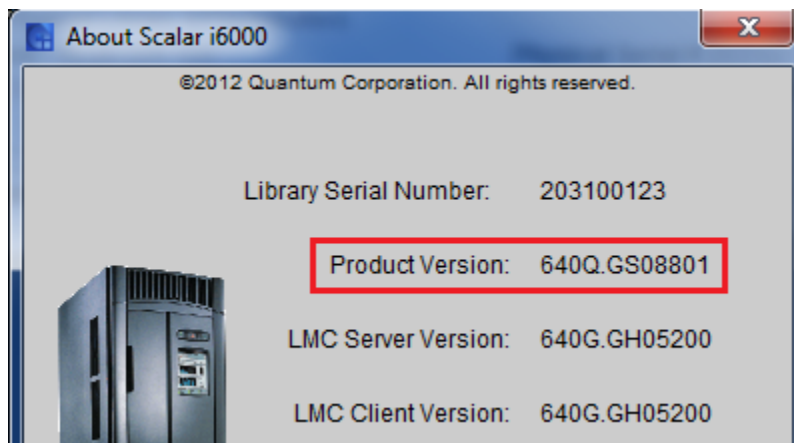 About Scalar i6000
©2012 Quantum Corporation. All rights reserved.
Library Serial Number: 203100123
Product Version: 640Q.GS08801
LMC Server Version: 640G.GH05200
LMC Client Version: 640G.GH05200